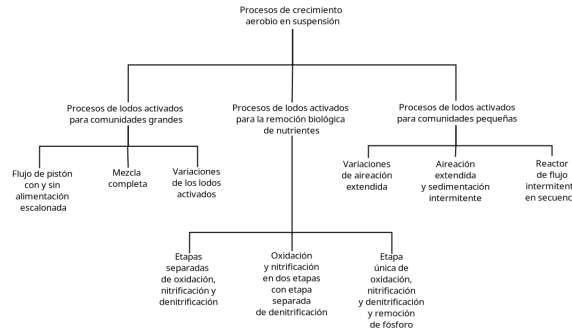 Procesos de crecimiento
aerobio en suspensión
Procesos de lodos activados
para comunidades grandes
Procesos de lodos activados
para la remoción biológica
de nutrientes
Procesos de lodos activados
para comunidades pequeñas
Flujo de pistón
con y sin
alimentación
escalonada
Mezcla
completa
Variaciones
de los lodos
activados
Variaciones
de aireación
extendida
Aireación
extendida
y sedimentación
intermitente
Reactor
de flujo
en
Etapas
separadas
de oxidación,
nitrificación y
denitrificación
Oxidación
y nitrificación
en dos etapas
con etapa
separada
de denitrificación
Etapa
única de
oxidación,
nitrificación
y denitrificación
y remoción
de fósforo